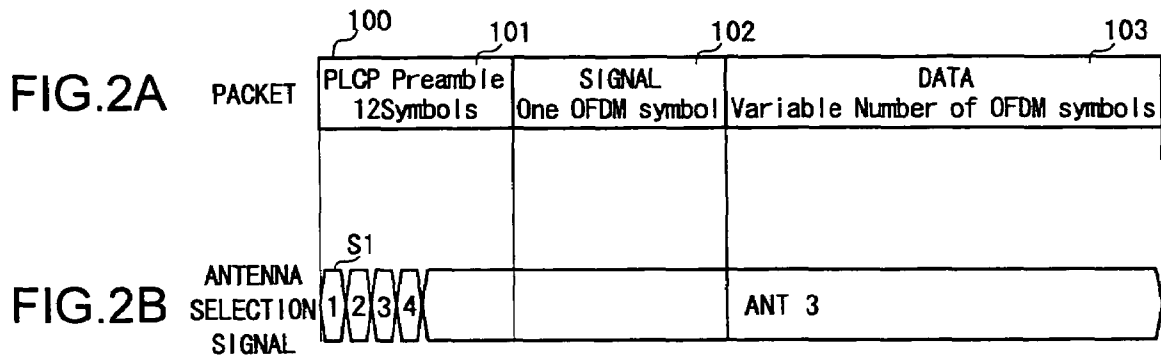 100
101
102
103
FIG.2A
PACKET
PLCP Preamble
12Symbols
SIGNAL
One OFDM symbol
DATA
Variable Number of OFDM symbols
S1
FIG.2B
ANTENNA
SELECTION
SIGNAL
1 2 3 4
ANT 3